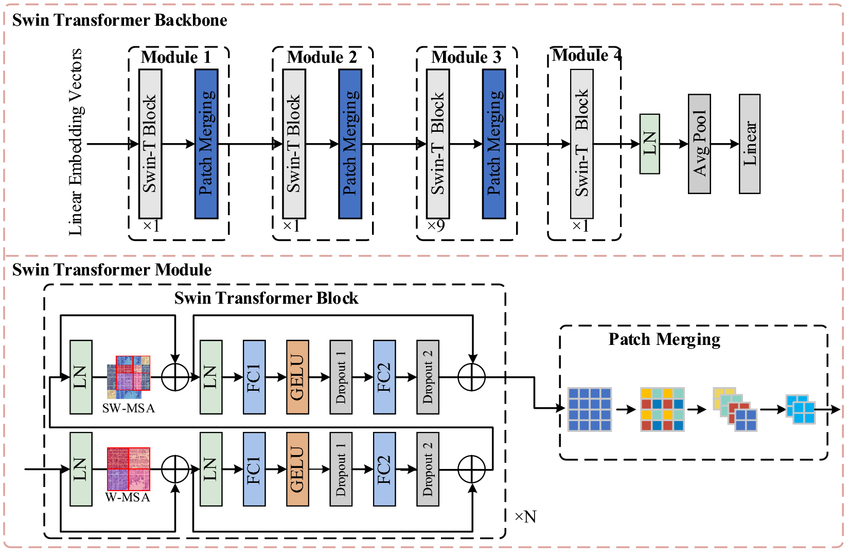 Swin Transformer Backbone
Module 1
Module 2
Module 3
Module 4
Linear Embedding Vectors
Swin-T Block
Patch Merging
Swin-T Block
Patch Merging
Swin-T Block
Patch Merging
Swin-T Block
LN
Avg Pool
Linear
×1
×1
×9
×1
Swin Transformer Module
Swin Transformer Block
Patch Merging
LN
SW-MSA
LN
FC1
GELU
Dropout 1
FC2
Dropout 2
LN
W-MSA
LN
FC1
GELU
Dropout 1
FC2
Dropout 2
×N